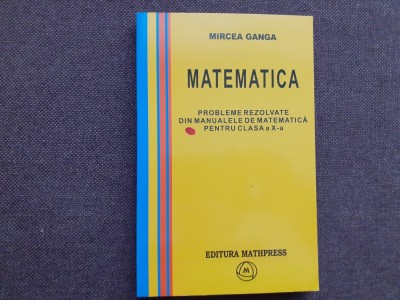 MIRCEA GANGA
MATEMATICA
PROBLEME REZOLVATE
DIN MANUALELE DE MATEMATICĂ
PENTRU CLASA a X-a
EDITURA MATHPRESS
M